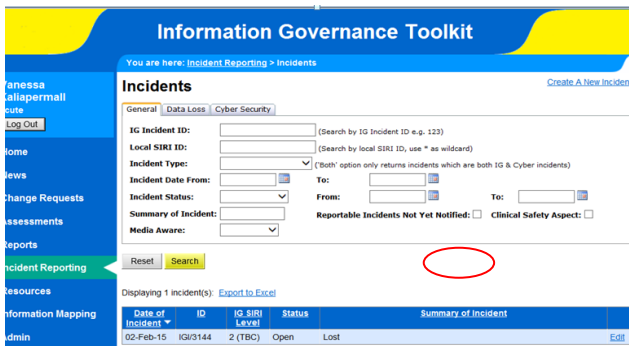 Information Governance Toolkit
You are here: Incident Reporting > Incidents
Vanessa
Kaliapermall
cute
Log Out
Home
News
Change Requests
Assessments
Reports
ncident Reporting
Resources
nformation Mapping
Admin
Incidents
Create A New Inciden
General Data Loss Cyber Security
IG Incident ID: (Search by IG Incident ID e.g. 123)
Local SIRI ID: (Search by local SIRI ID, use * as wildcard)
Incident Type: ('Both' option only returns incidents which are both IG & Cyber incidents)
Incident Date From: To:
Incident Status: From: To:
Summary of Incident: Reportable Incidents Not Yet Notified: Clinical Safety Aspect:
Media Aware:
Reset Search
Displaying 1 incident(s): Export to Excel
Date of Incident ID IG SIRI Level Status Summary of Incident
02-Feb-15 IGI/3144 2 (TBC) Open Lost Edit